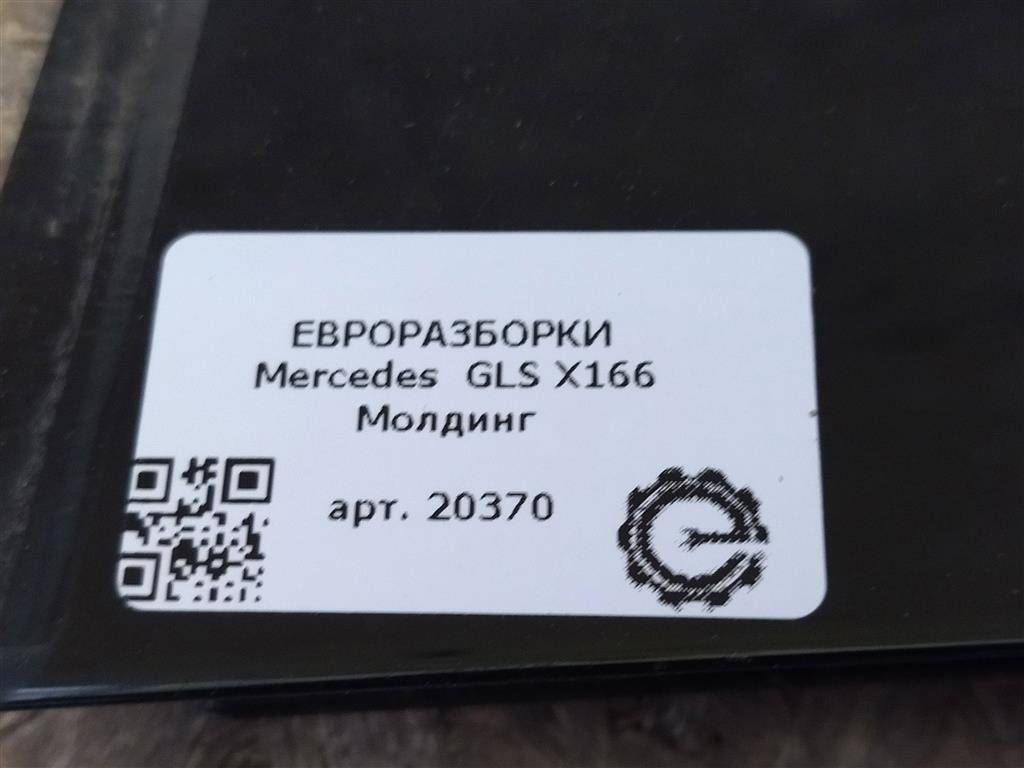 ЕВРОРАЗБОРКИ
Mercedes GLS X166
Молдинг
арт. 20370